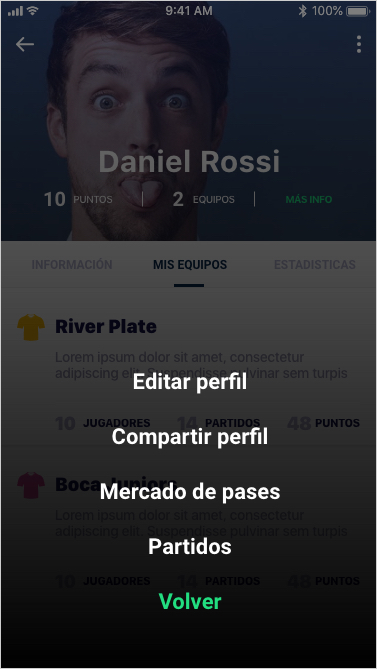 9:41 AM 100%
Daniel Rossi
10 PUNTOS 2 EQUIPOS MÁS INFO
INFORMACIÓN MIS EQUIPOS ESTADISTICAS
River Plate
Lorem ipsum dolor sit amet, consectetur
adipiscing elit. Suspendisse pulvinar sem turpis
Editar perfil
10 JUGADORES 14 PARTIDOS 48 PUNTOS
Compartir perfil
Boca Juniors
Mercado de pases
Lorem ipsum dolor sit amet, consectetur
adipiscing elit. Suspendisse pulvinar sem turpis
Partidos
10 JUGADORES 14 PARTIDOS 48 PUNTOS
Volver